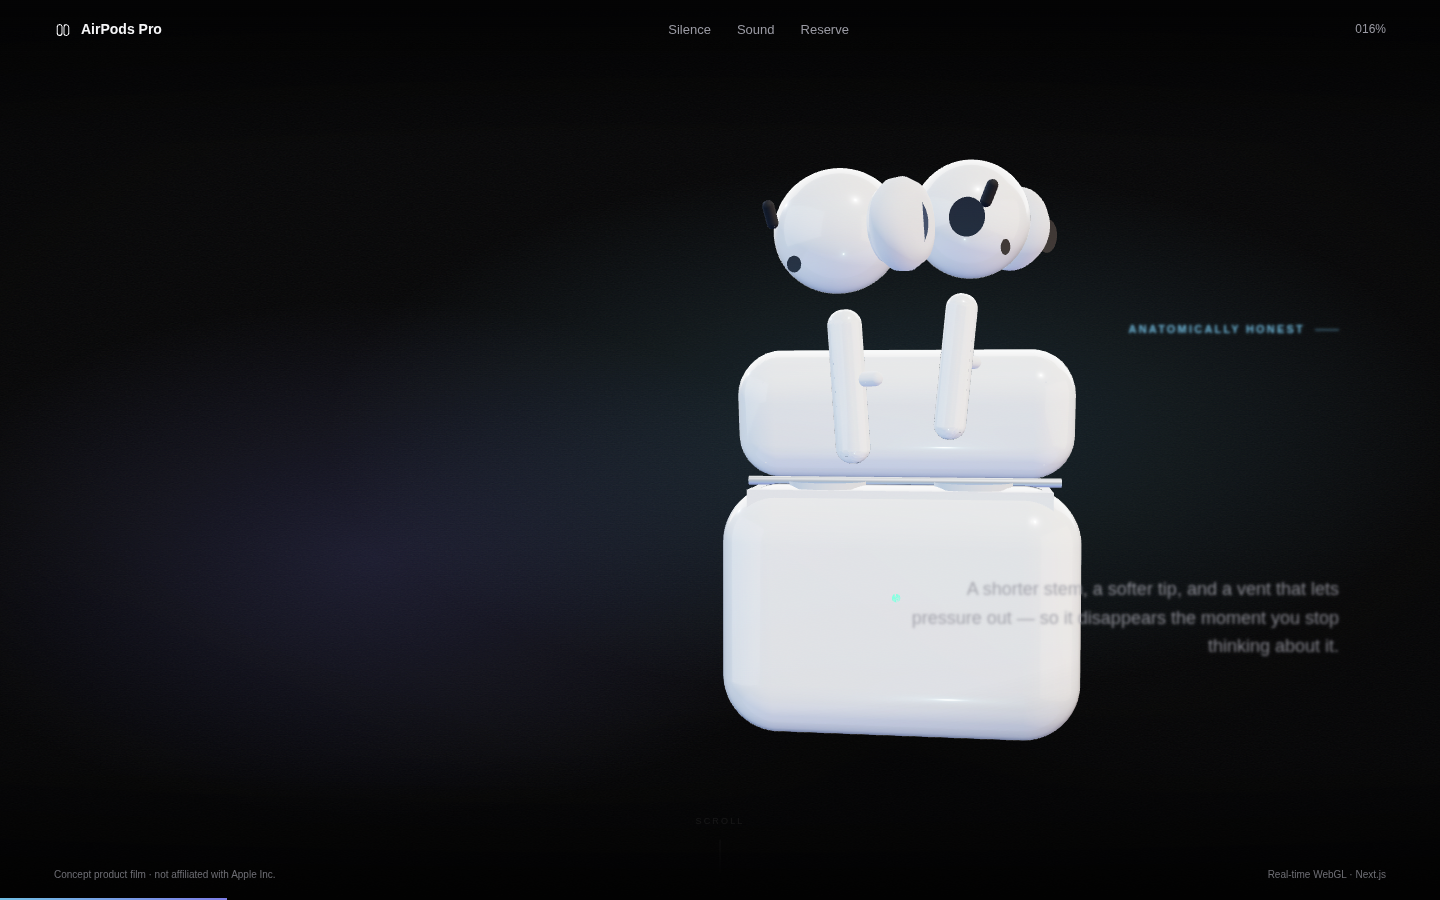 AirPods Pro
Silence
Sound
Reserve
016%
ANATOMICALLY HONEST
A shorter stem, a softer tip, and a vent that lets
pressure out — so it disappears the moment you stop
thinking about it.
SCROLL
Concept product film · not affiliated with Apple Inc.
Real-time WebGL · Next.js